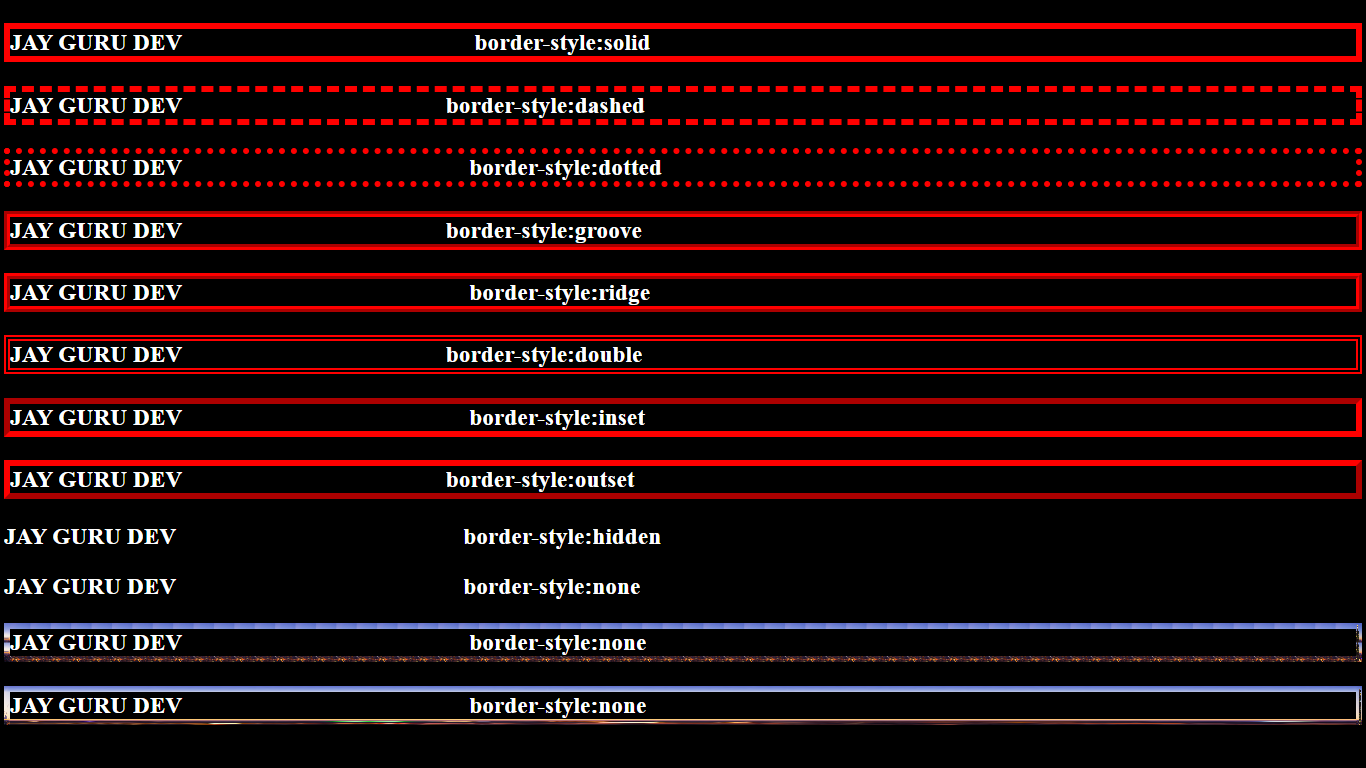 JAY GURU DEV border-style:solid
JAY GURU DEV border-style:dashed
JAY GURU DEV border-style:dotted
JAY GURU DEV border-style:groove
JAY GURU DEV border-style:ridge
JAY GURU DEV border-style:double
JAY GURU DEV border-style:inset
JAY GURU DEV border-style:outset
JAY GURU DEV border-style:hidden
JAY GURU DEV border-style:none
JAY GURU DEV border-style:none
JAY GURU DEV border-style:none